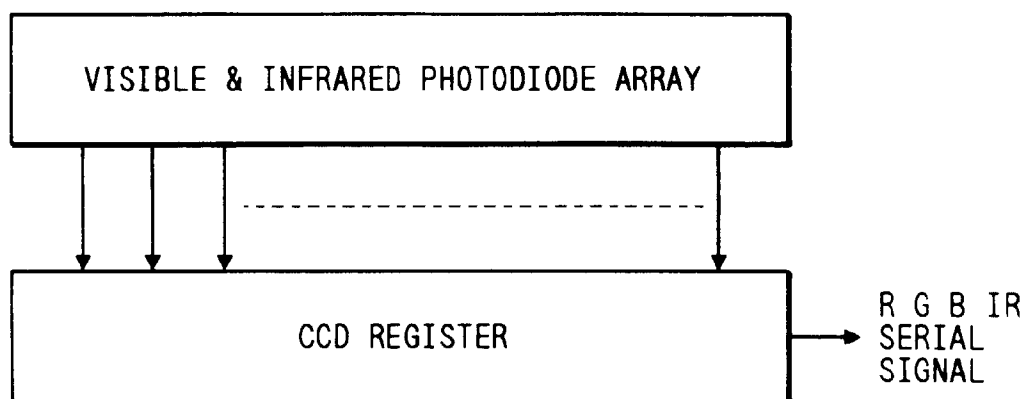 VISIBLE & INFRARED PHOTODIODE ARRAY
CCD REGISTER
R G B IR
SERIAL
SIGNAL